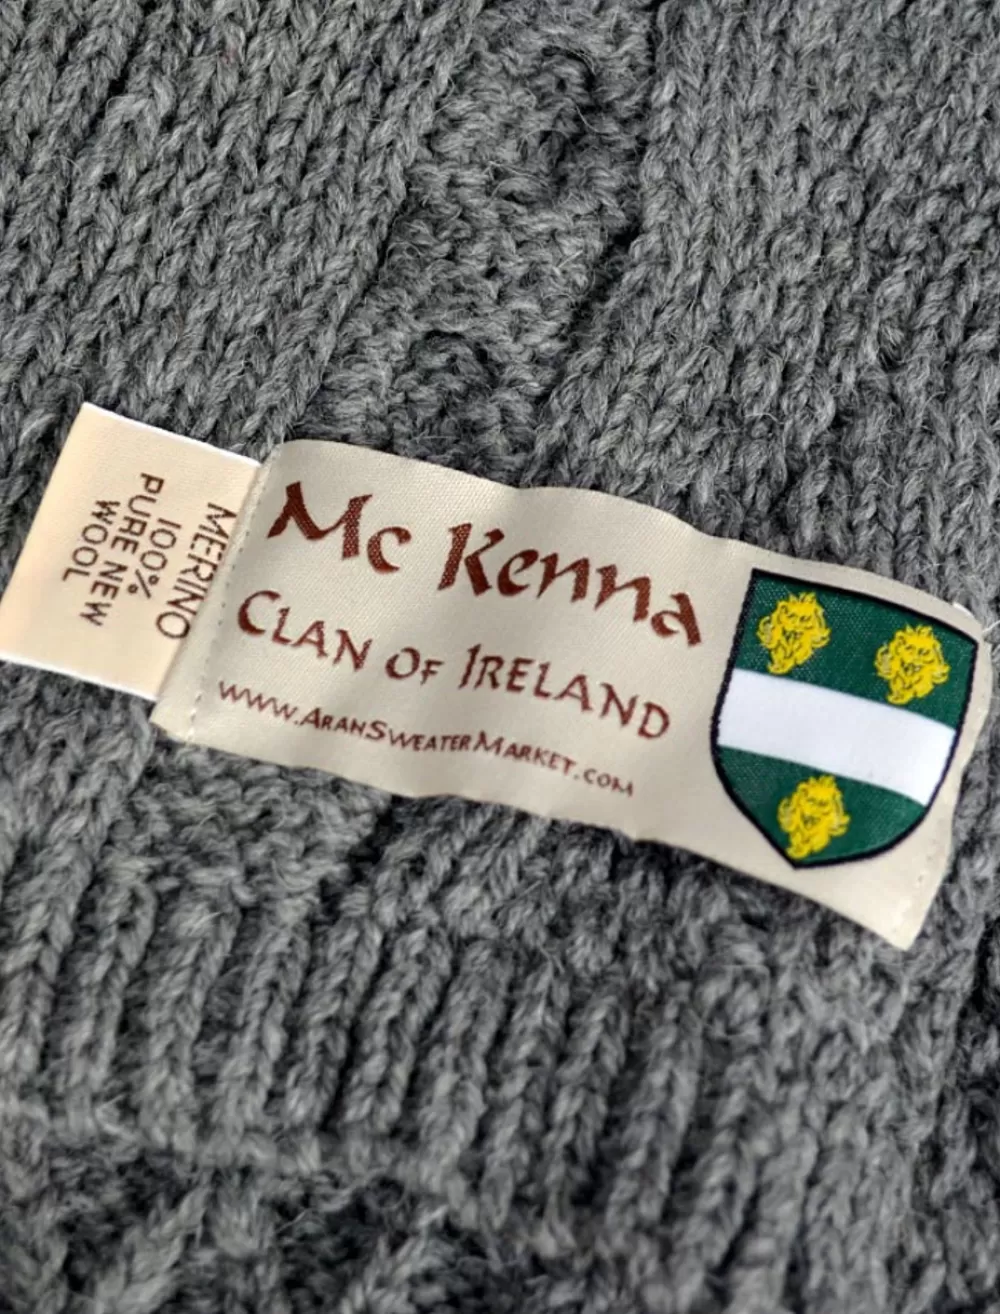 Mc Kenna
CLAN OF IRELAND
WWW.ARANSWEATERMARKET.COM
MERINO
100%
PURE NEW
WOOL